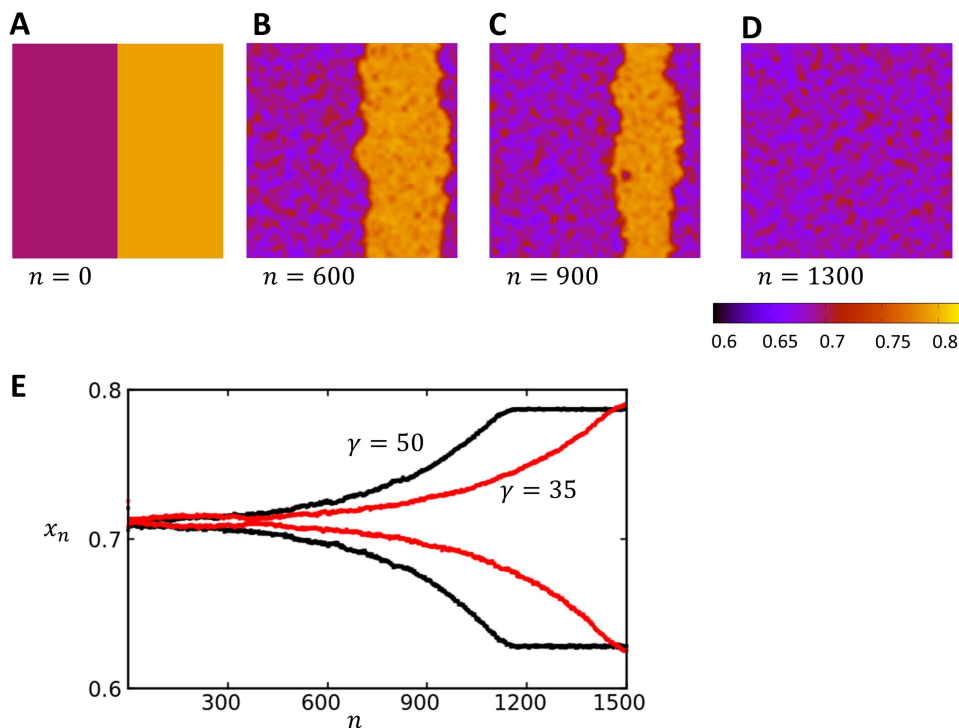 A B C D
n = 0 n = 600 n = 900 n = 1300
0.6 0.65 0.7 0.75 0.8
E
0.8
γ = 50
γ = 35
xₙ 0.7
0.6
300 600 900 1200 1500
n